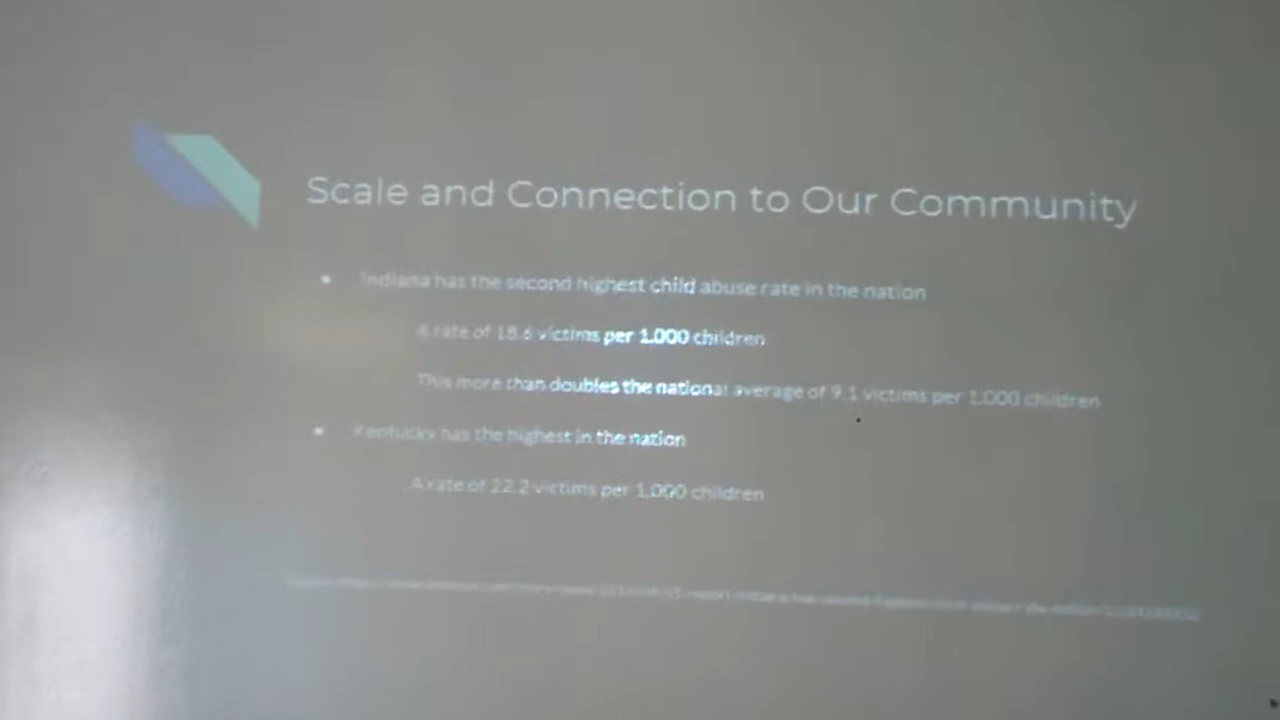 Scale and Connection to Our Community
Indiana has the second highest child abuse rate in the nation
A rate of 18.6 victims per 1,000 children
This more than doubles the national average of 9.1 victims per 1,000 children
Kentucky has the highest in the nation
A rate of 22.2 victims per 1,000 children